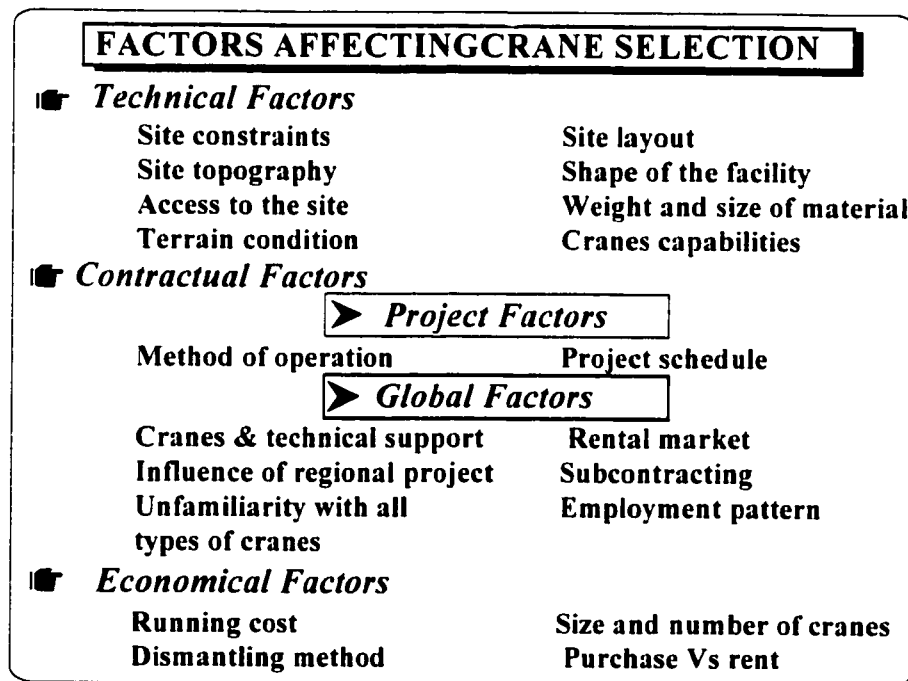 FACTORS AFFECTINGCRANE SELECTION
Technical Factors
Site constraints Site layout
Site topography Shape of the facility
Access to the site Weight and size of material
Terrain condition Cranes capabilities
Contractual Factors
Project Factors
Method of operation Project schedule
Global Factors
Cranes & technical support Rental market
Influence of regional project Subcontracting
Unfamiliarity with all Employment pattern
types of cranes
Economical Factors
Running cost Size and number of cranes
Dismantling method Purchase Vs rent